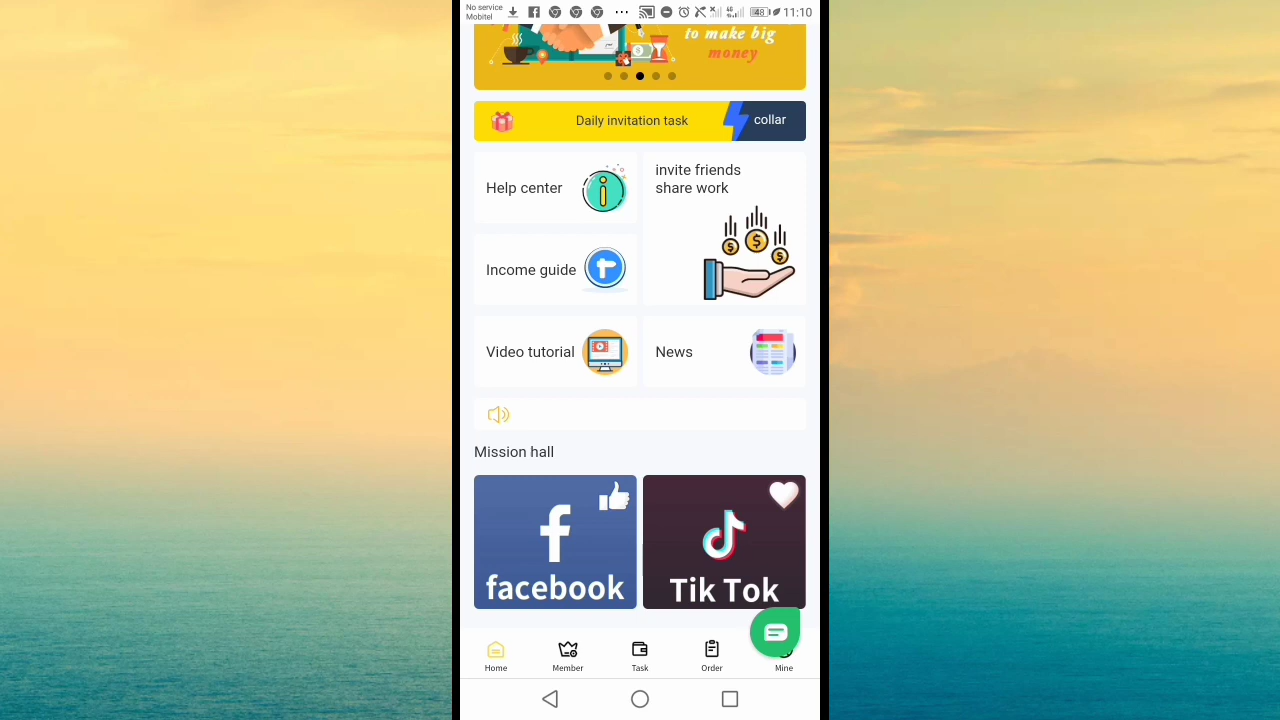 No service
Mobitel
48
11:10
to make big
money
Daily invitation task
collar
Help center
invite friends
share work
Income guide
Video tutorial
News
Mission hall
facebook
Tik Tok
Home
Member
Task
Order
Mine